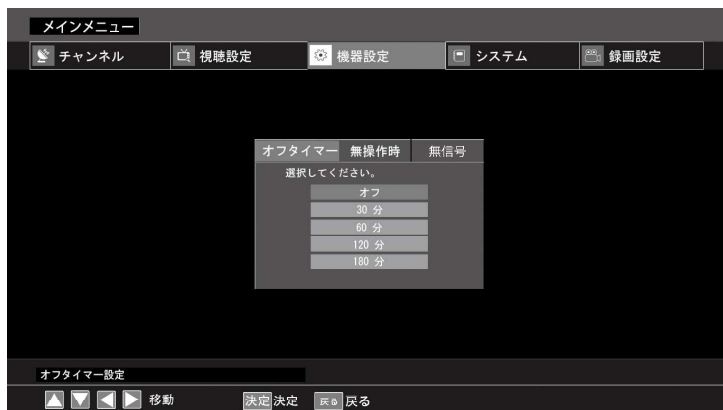 メインメニュー
チャンネル 視聴設定 機器設定 システム 録画設定
オフタイマー 無操作時 無信号
選択してください。
オフ
30 分
60 分
120 分
180 分
オフタイマー設定
移動 決定 決定 戻る 戻る